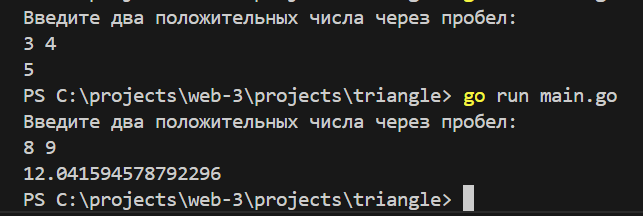 Введите два положительных числа через пробел:
3 4
5
PS C:\projects\web-3\projects\triangle> go run main.go
Введите два положительных числа через пробел:
8 9
12.041594578792296
PS C:\projects\web-3\projects\triangle>